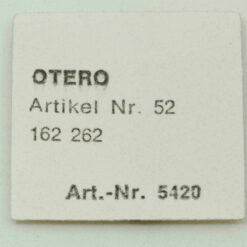 OTERO
Artikel Nr. 52
162 262
Art.-Nr. 5420